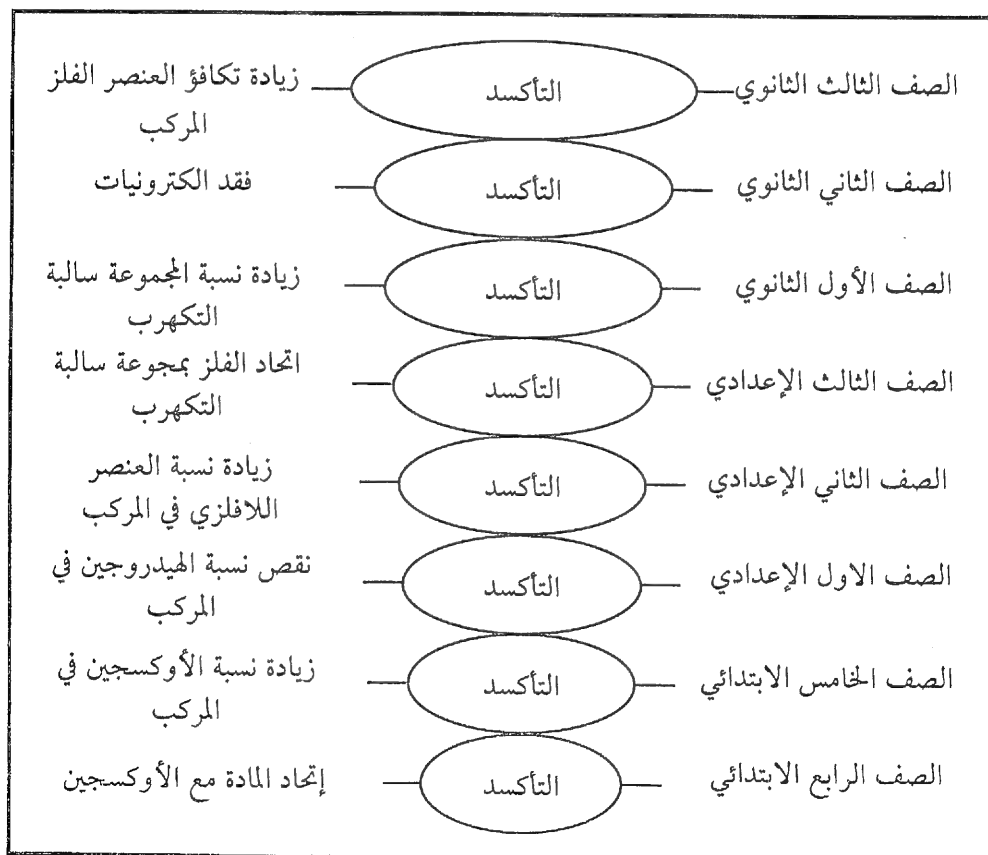 الصف الثالث الثانوي
التأكسد
زيادة تكافؤ العنصر الفلز
المركب
الصف الثاني الثانوي
التأكسد
فقد الكترونيات
الصف الأول الثانوي
التأكسد
زيادة نسبة المجموعة سالبة
التكهرب
الصف الثالث الإعدادي
التأكسد
اتحاد الفلز بمجوعة سالبة
التكهرب
الصف الثاني الإعدادي
التأكسد
زيادة نسبة العنصر
اللافلزي في المركب
الصف الاول الإعدادي
التأكسد
نقص نسبة الهيدروجين في
المركب
الصف الخامس الابتدائي
التأكسد
زيادة نسبة الأوكسجين في
المركب
الصف الرابع الابتدائي
التأكسد
إتحاد المادة مع الأوكسجين